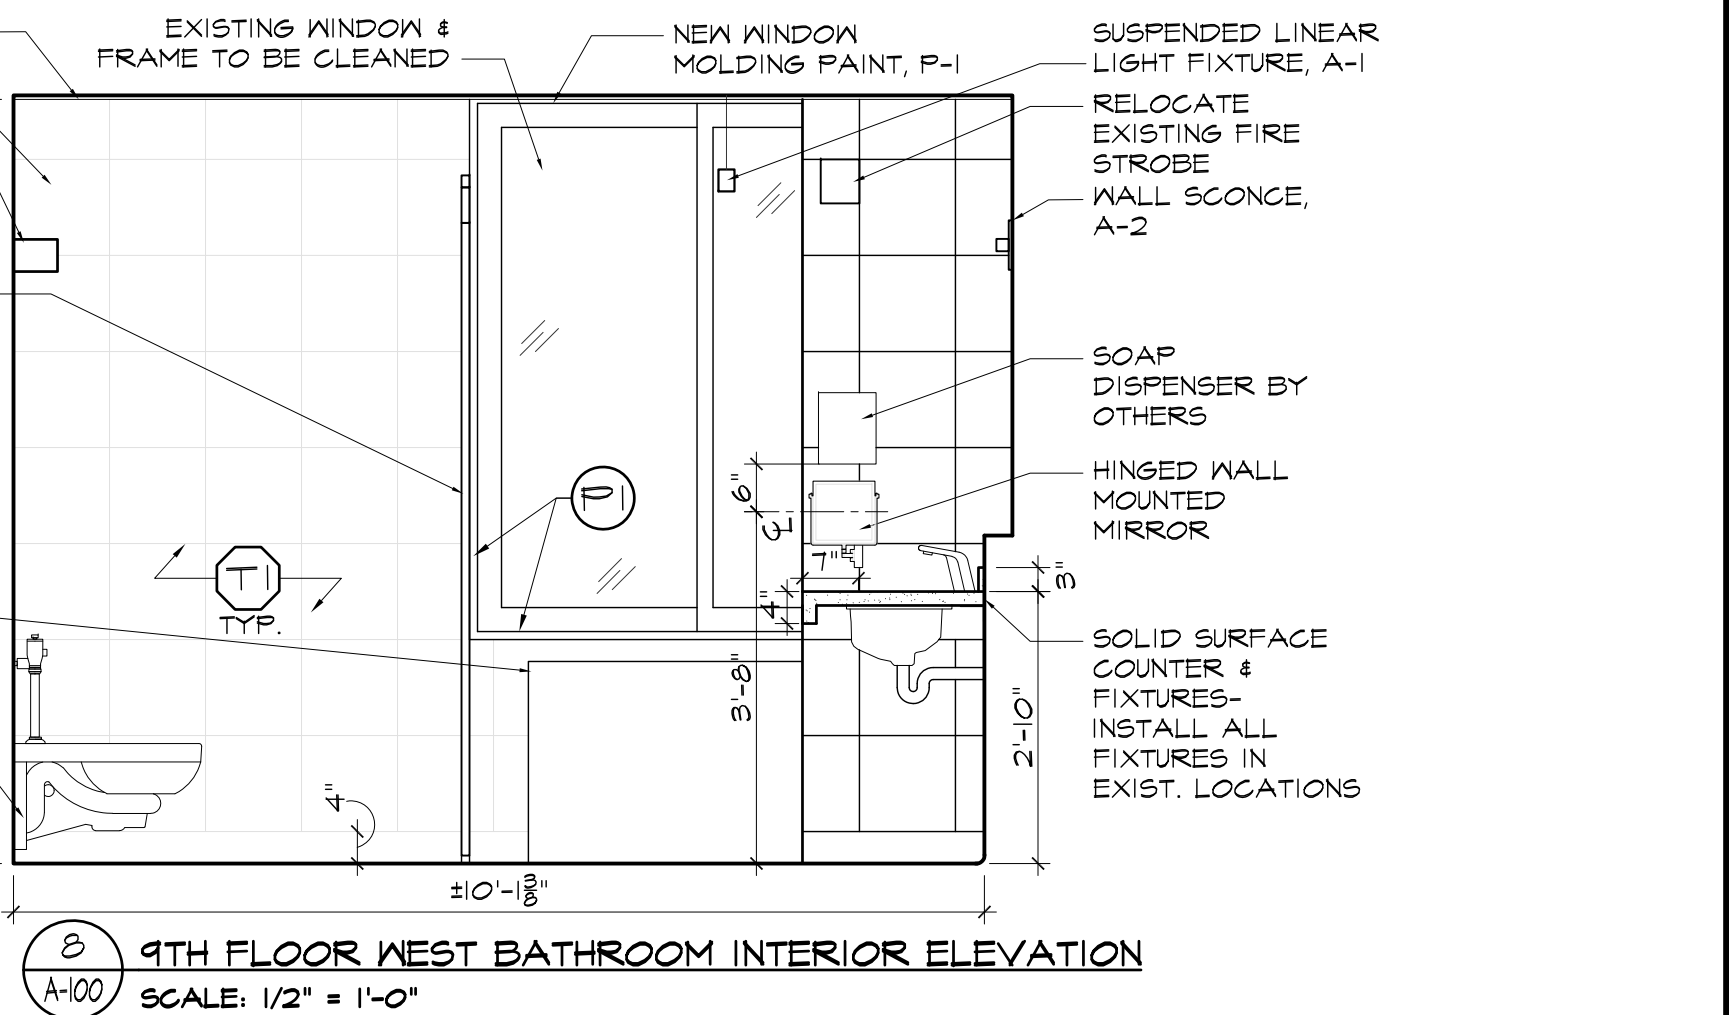 EXISTING WINDOW &
FRAME TO BE CLEANED
NEW WINDOW
MOLDING PAINT, P-1
SUSPENDED LINEAR
LIGHT FIXTURE, A-1
RELOCATE
EXISTING FIRE
STROBE
WALL SCONCE,
A-2
SOAP
DISPENSER BY
OTHERS
HINGED WALL
MOUNTED
MIRROR
SOLID SURFACE
COUNTER &
FIXTURES-
INSTALL ALL
FIXTURES IN
EXIST. LOCATIONS
P1
T1
TYP.
6"
℄
7"
4"
3"
3'-8"
2'-10"
4"
±10'-1 3/8"
8
A-100
9TH FLOOR WEST BATHROOM INTERIOR ELEVATION
SCALE: 1/2" = 1'-0"